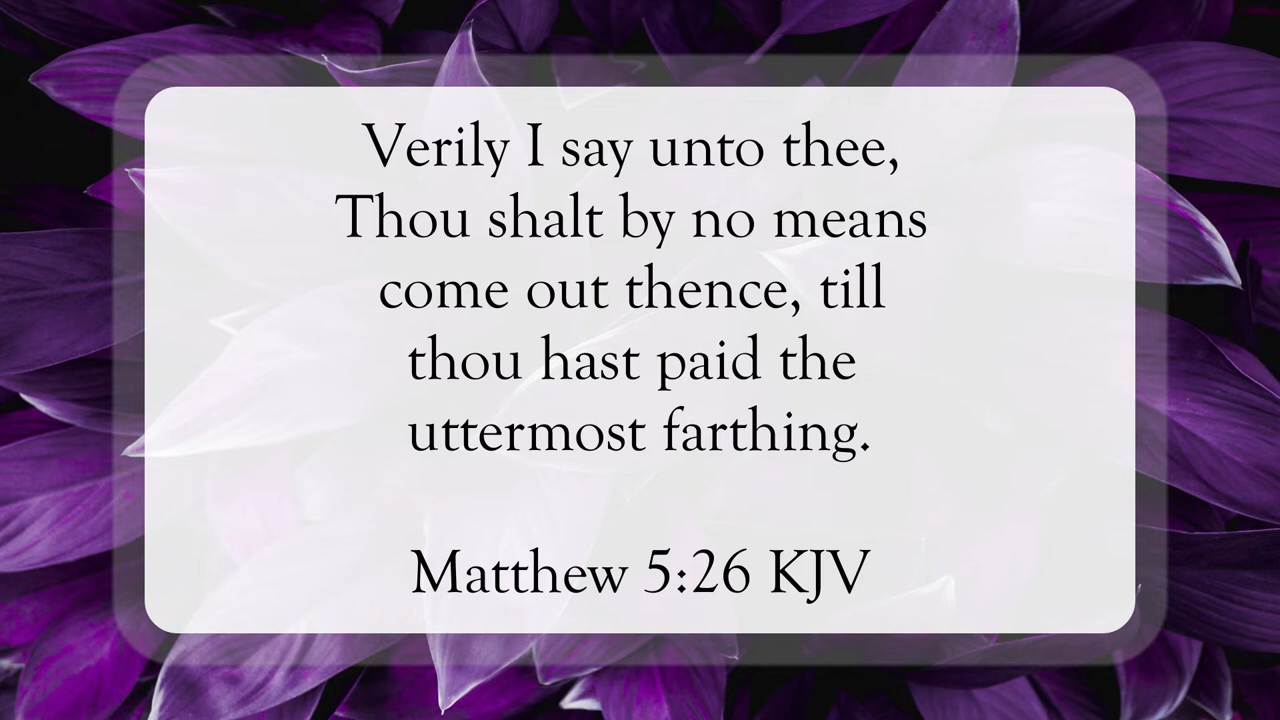 Verily I say unto thee,
Thou shalt by no means
come out thence, till
thou hast paid the
uttermost farthing.
Matthew 5:26 KJV